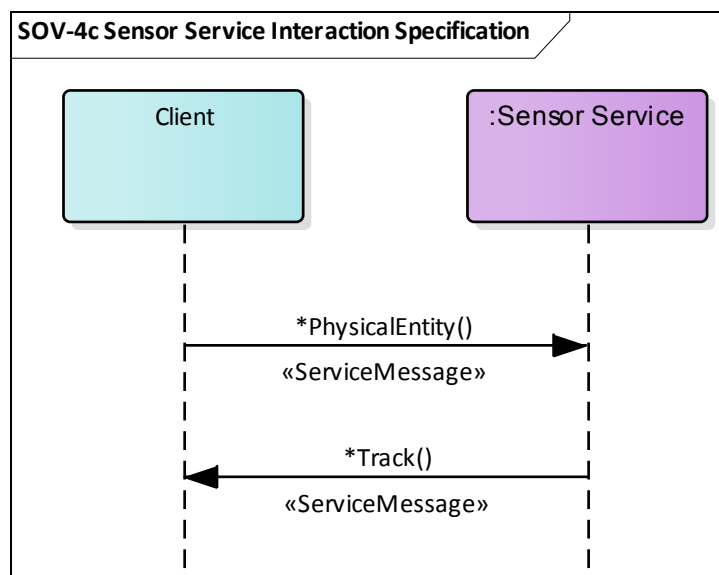 SOV-4c Sensor Service Interaction Specification
Client
:Sensor Service
*PhysicalEntity()
«ServiceMessage»
*Track()
«ServiceMessage»